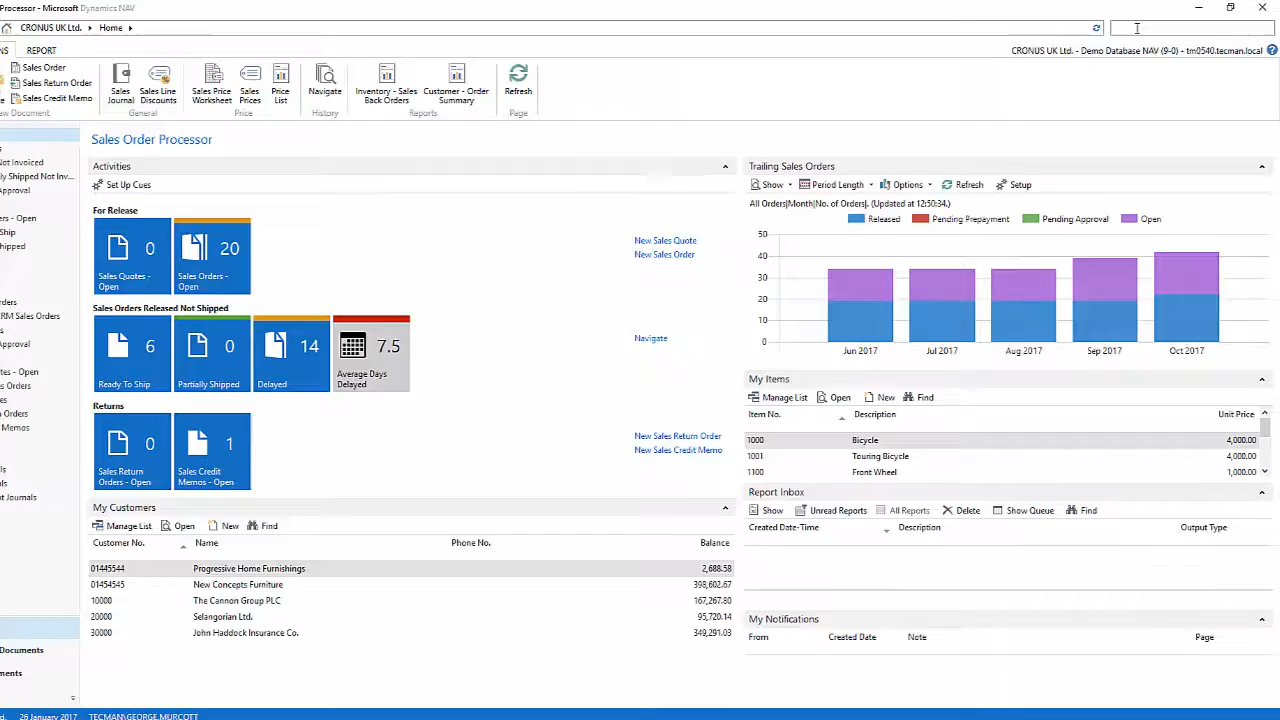 Processor - Microsoft Dynamics NAV
CRONUS UK Ltd. Home
NS REPORT
CRONUS UK Ltd. - Demo Database NAV (9-0) - tm0540.tecman.local
Sales Order
Sales Return Order
Sales Credit Memo
ew Document
Sales Journal
Sales Line Discounts
General
Sales Price Worksheet
Sales Prices
Price List
Price
Navigate
History
Inventory - Sales Back Orders
Customer - Order Summary
Reports
Refresh
Page
s
Not Invoiced
ly Shipped Not Inv...
pproval
ers - Open
Ship
hipped
rders
RM Sales Orders
s
Approval
tes - Open
s Orders
es
n Orders
Memos
ls
ls
nt Journals
Documents
ments
Sales Order Processor
Activities
Set Up Cues
For Release
0
Sales Quotes - Open
20
Sales Orders - Open
New Sales Quote
New Sales Order
Sales Orders Released Not Shipped
6
Ready To Ship
0
Partially Shipped
14
Delayed
7.5
Average Days Delayed
Navigate
Returns
0
Sales Return Orders - Open
1
Sales Credit Memos - Open
New Sales Return Order
New Sales Credit Memo
My Customers
Manage List Open New Find
Customer No. Name Phone No. Balance
01445544 Progressive Home Furnishings 2,688.58
01454545 New Concepts Furniture 398,602.67
10000 The Cannon Group PLC 167,267.80
20000 Selangorian Ltd. 95,720.14
30000 John Haddock Insurance Co. 349,291.03
Trailing Sales Orders
Show Period Length Options Refresh Setup
All Orders|Month|No. of Orders|. (Updated at 12:50:34.)
Released Pending Prepayment Pending Approval Open
50
40
30
20
10
0
Jun 2017 Jul 2017 Aug 2017 Sep 2017 Oct 2017
My Items
Manage List Open New Find
Item No. Description Unit Price
1000 Bicycle 4,000.00
1001 Touring Bicycle 4,000.00
1100 Front Wheel 1,000.00
Report Inbox
Show Unread Reports All Reports Delete Show Queue Find
Created Date-Time Description Output Type
My Notifications
From Created Date Note Page
d. 26 January 2017 TECMAN\GEORGE.MURCOTT